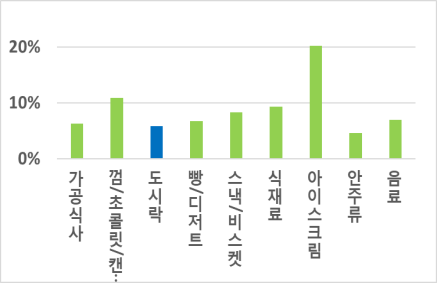 20%
10%
0%
가공식사
껌/초콜릿/캔…
도시락
빵/디저트
스낵/비스켓
식재료
아이스크림
안주류
음료